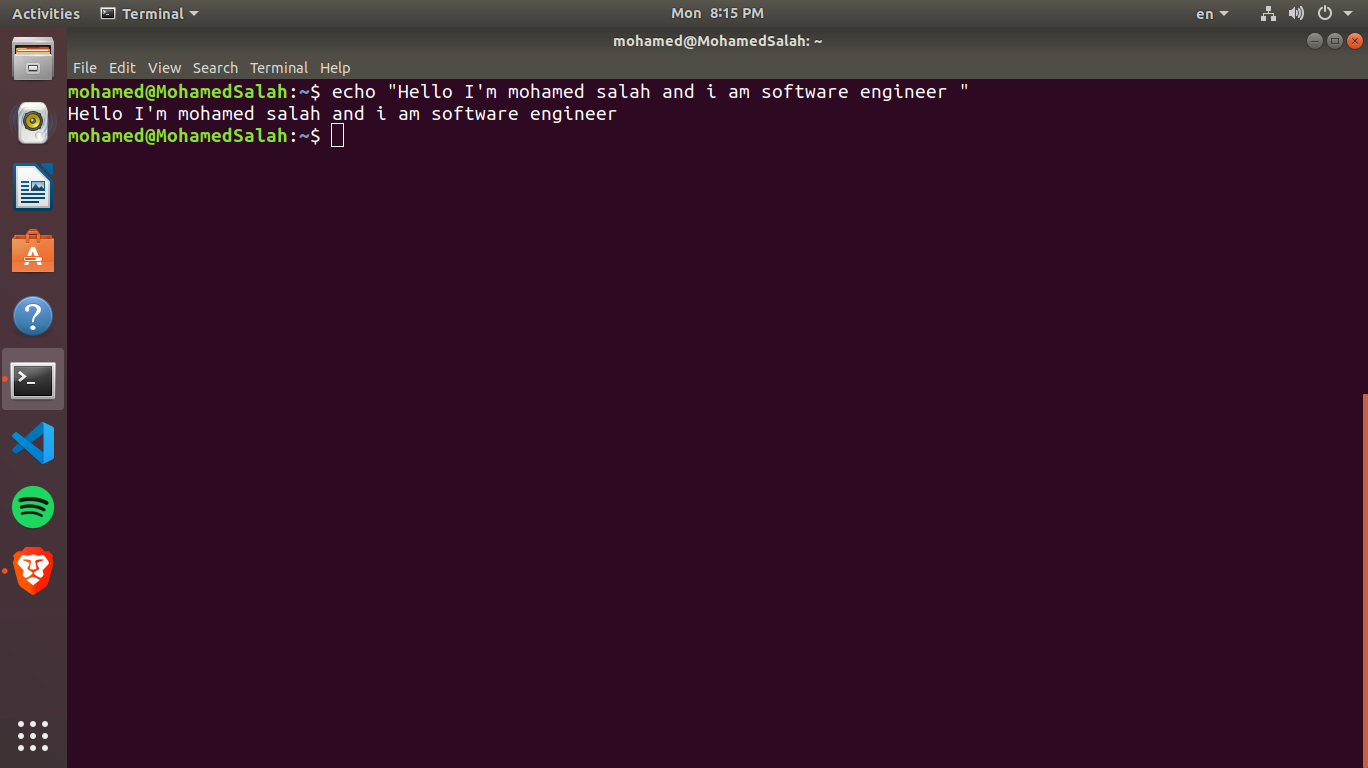 Activities Terminal Mon 8:15 PM en
mohamed@MohamedSalah: ~
File Edit View Search Terminal Help
mohamed@MohamedSalah:~$ echo "Hello I'm mohamed salah and i am software engineer "
Hello I'm mohamed salah and i am software engineer
mohamed@MohamedSalah:~$